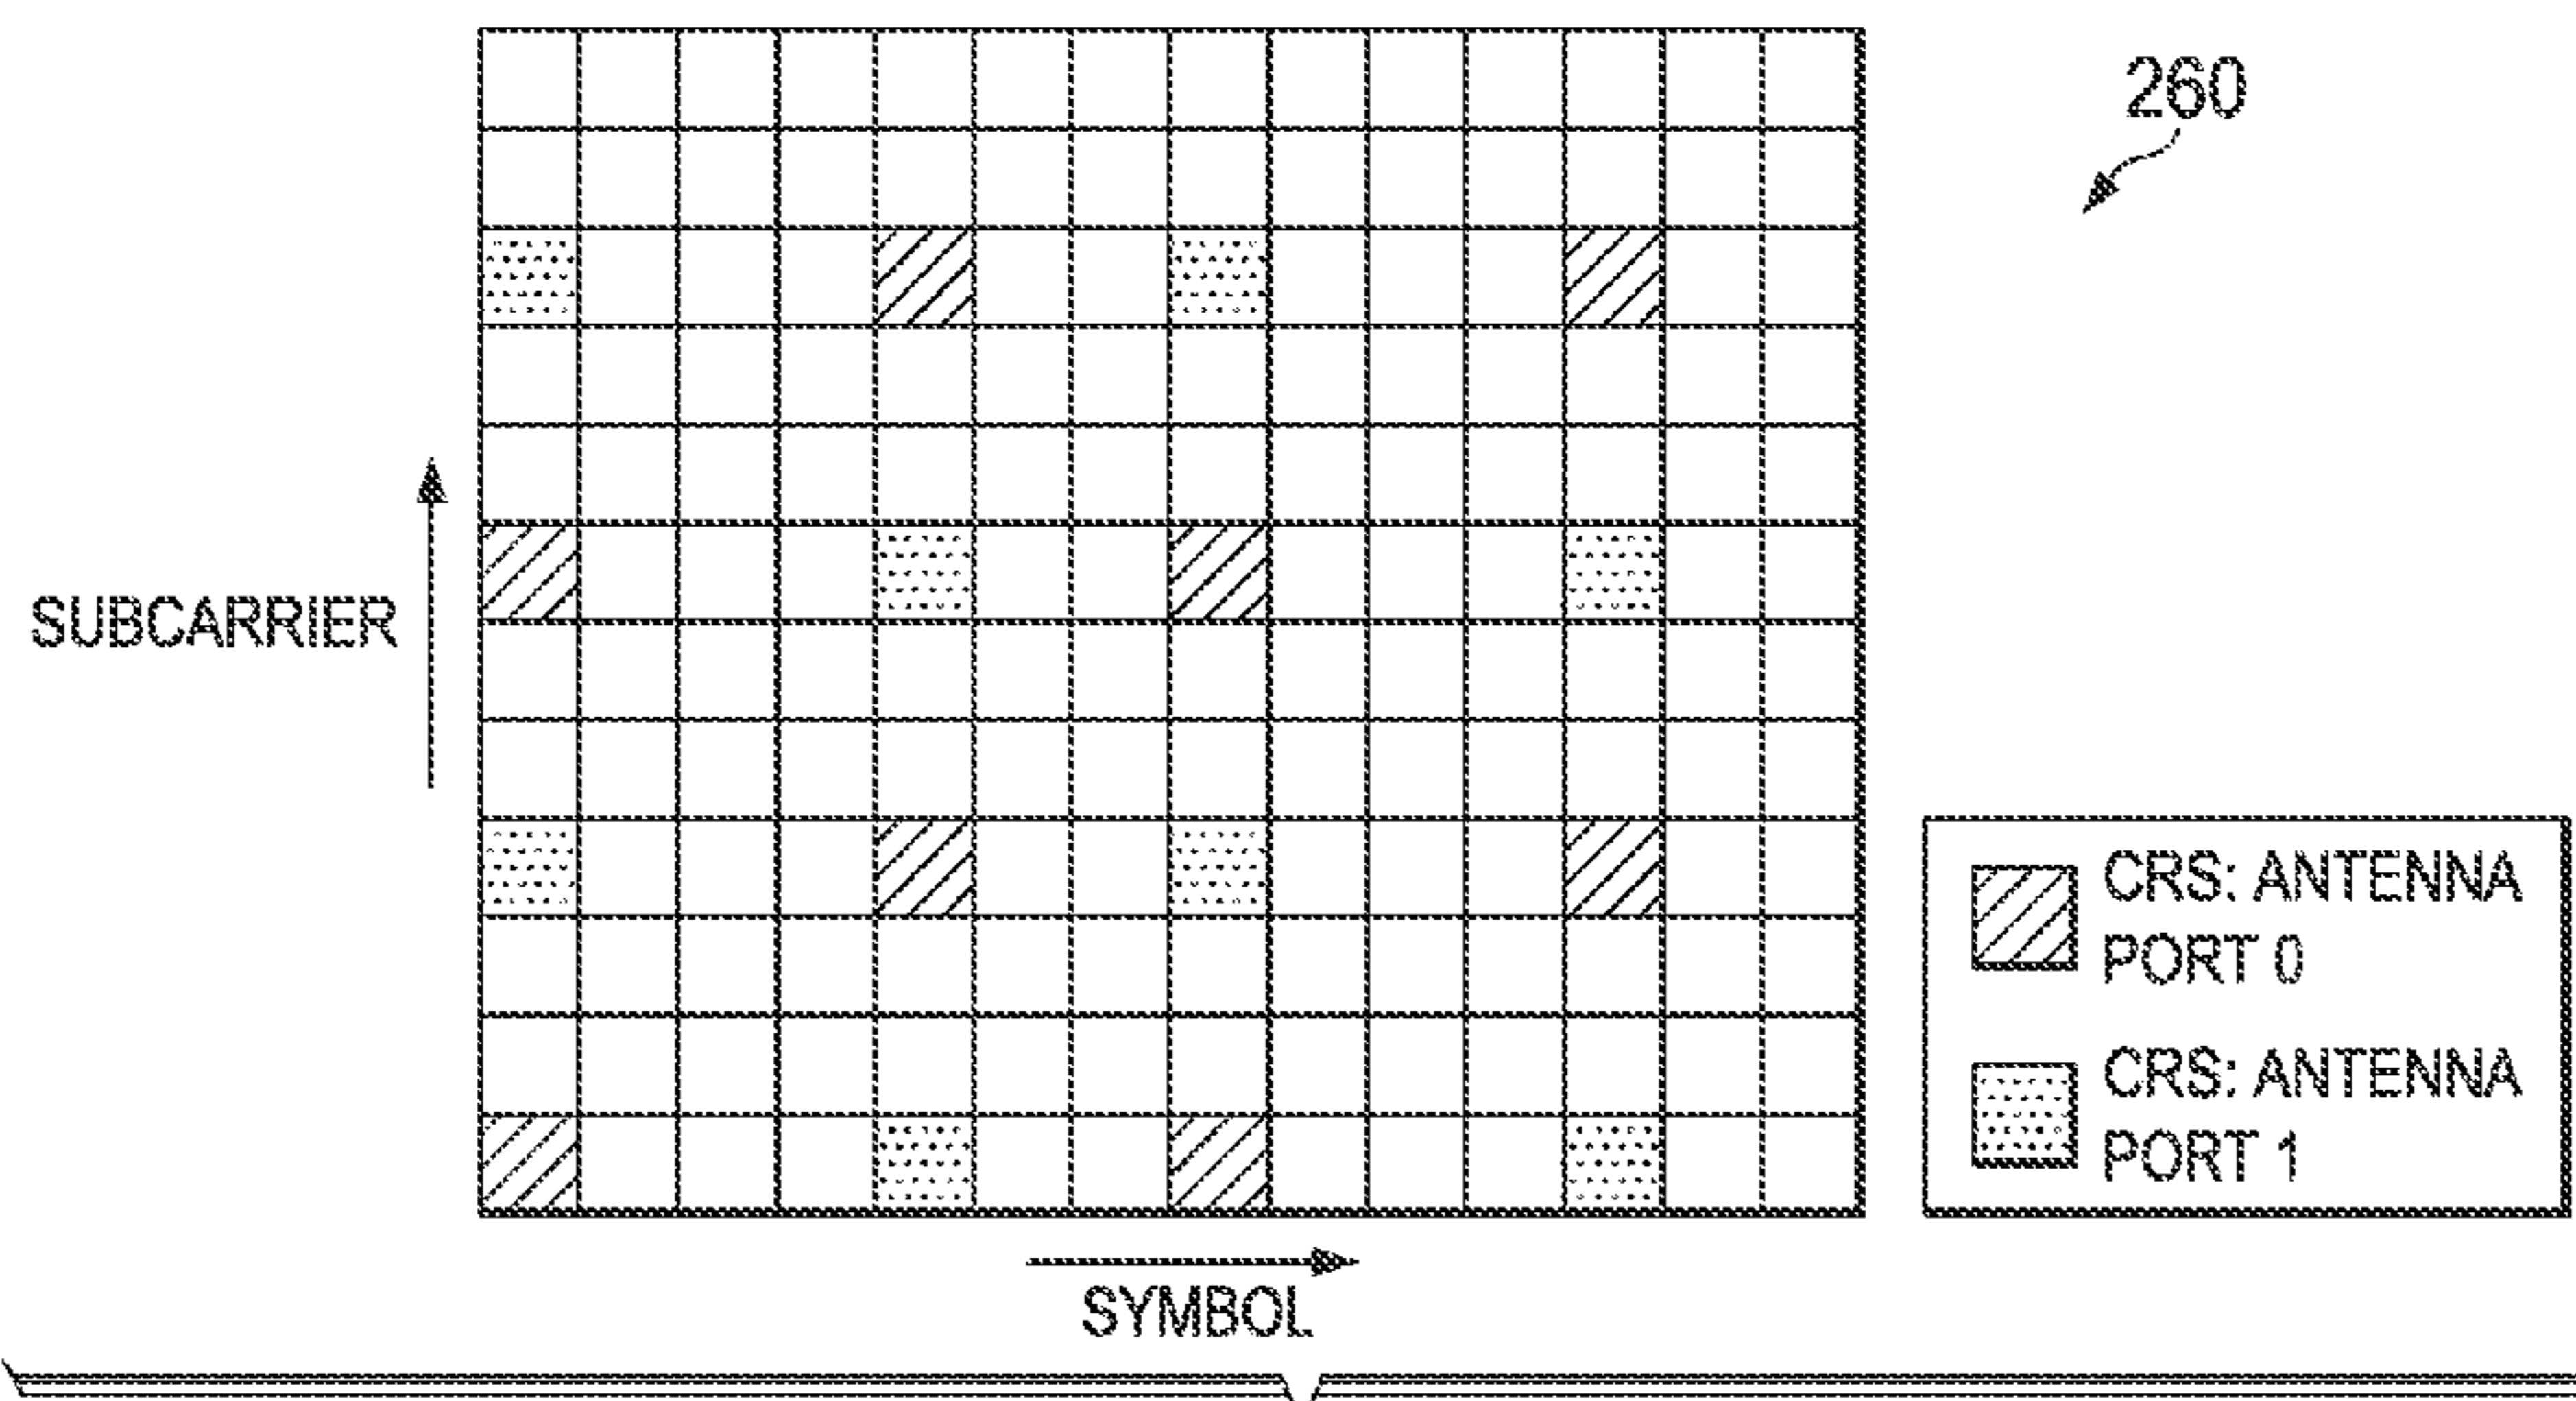 260
SUBCARRIER
CRS: ANTENNA
PORT 0
CRS: ANTENNA
PORT 1
SYMBOL